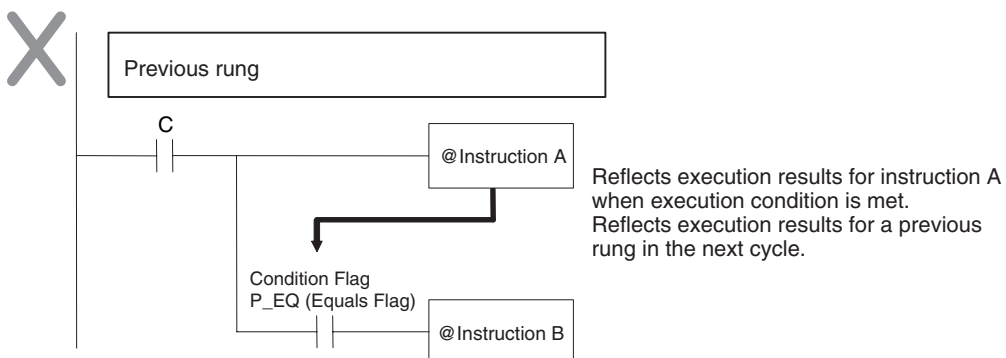 Previous rung
C
@Instruction A
Reflects execution results for instruction A
when execution condition is met.
Reflects execution results for a previous
rung in the next cycle.
Condition Flag
P_EQ (Equals Flag)
@Instruction B